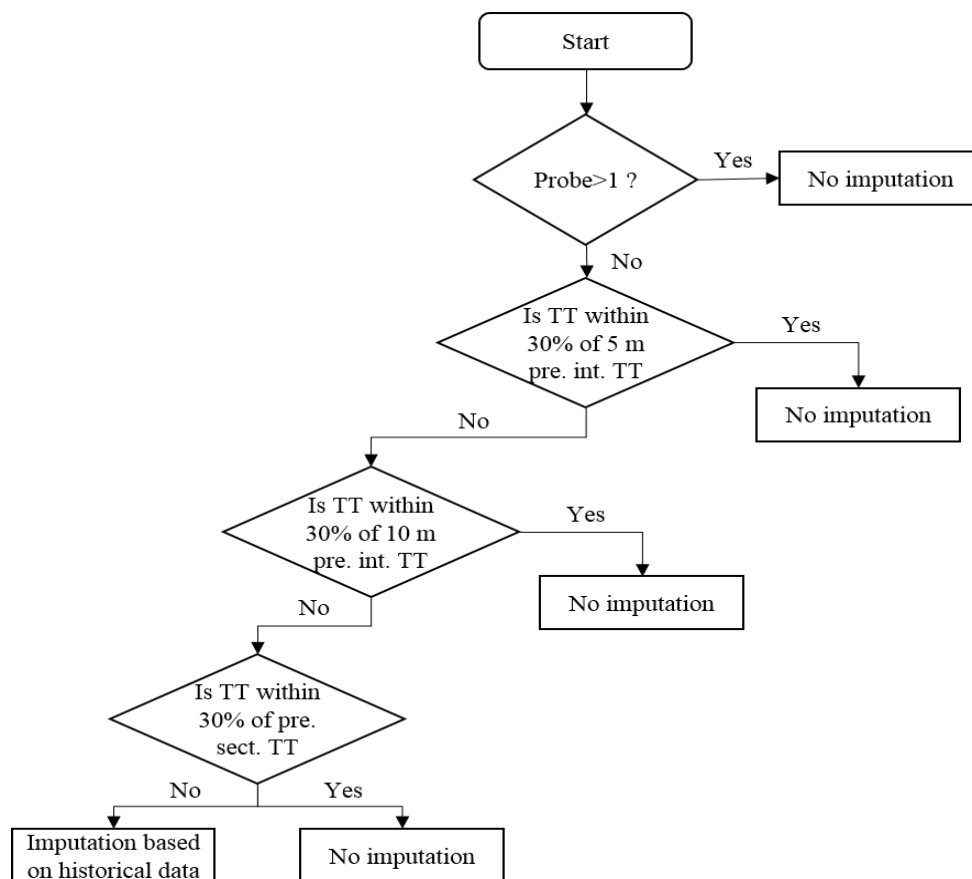 Start
Probe>1 ?
Yes
No imputation
No
Is TT within
30% of 5 m
pre. int. TT
Yes
No imputation
No
Is TT within
30% of 10 m
pre. int. TT
Yes
No imputation
No
Is TT within
30% of pre.
sect. TT
No
Yes
Imputation based
on historical data
No imputation